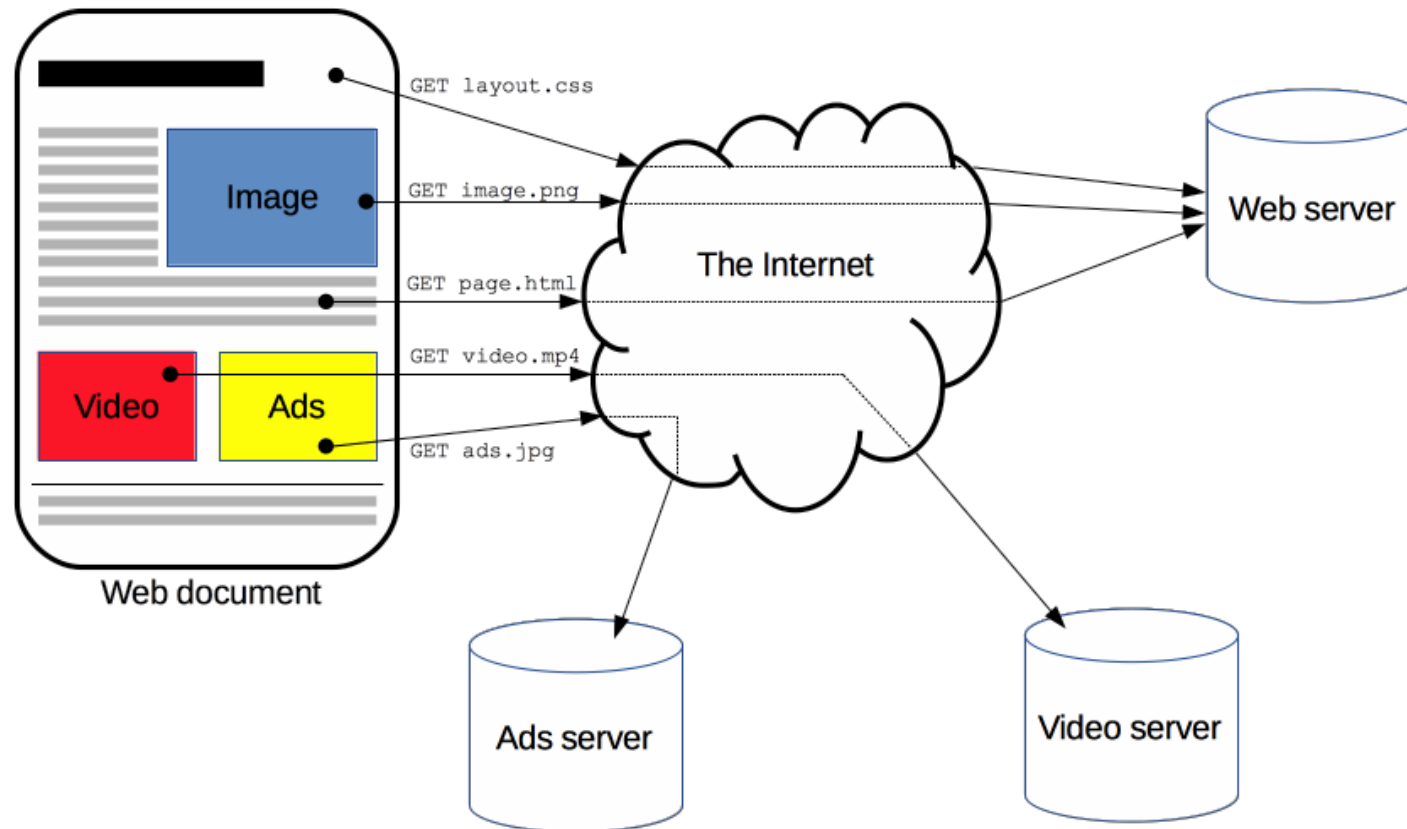 GET layout.css
Image
GET image.png
Web server
The Internet
GET page.html
GET video.mp4
Video
Ads
GET ads.jpg
Web document
Ads server
Video server